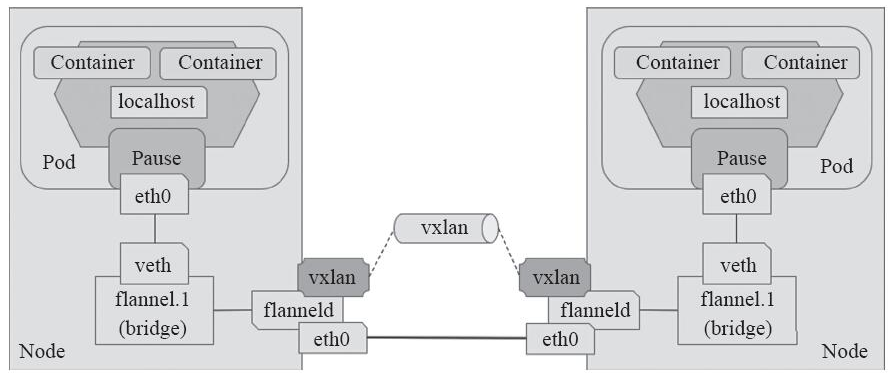 Container
Container
localhost
Pod
Pause
eth0
veth
flannel.1
(bridge)
Node
vxlan
flanneld
eth0
vxlan
Container
Container
localhost
Pause
Pod
eth0
veth
flannel.1
(bridge)
Node
vxlan
flanneld
eth0